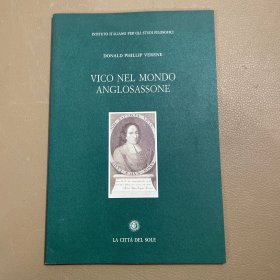 ISTITUTO ITALIANO PER GLI STUDI FILOSOFICI
DONALD PHILLIP VERENE
VICO NEL MONDO
ANGLOSASSONE
LA CITTÀ DEL SOLE